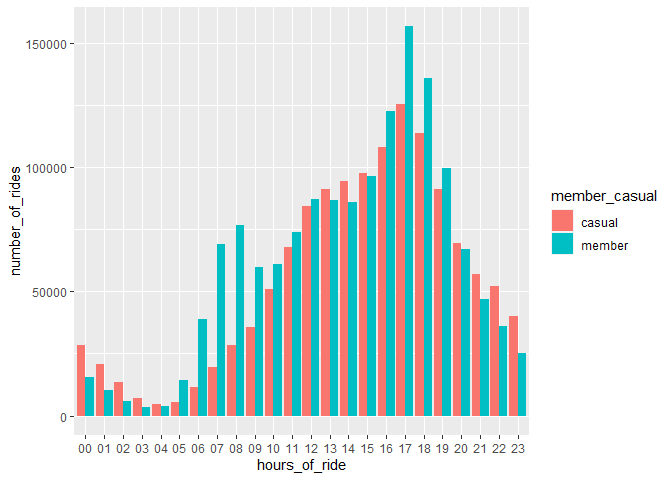 150000
100000
50000
0
number_of_rides
00 01 02 03 04 05 06 07 08 09 10 11 12 13 14 15 16 17 18 19 20 21 22 23
hours_of_ride
member_casual
casual
member